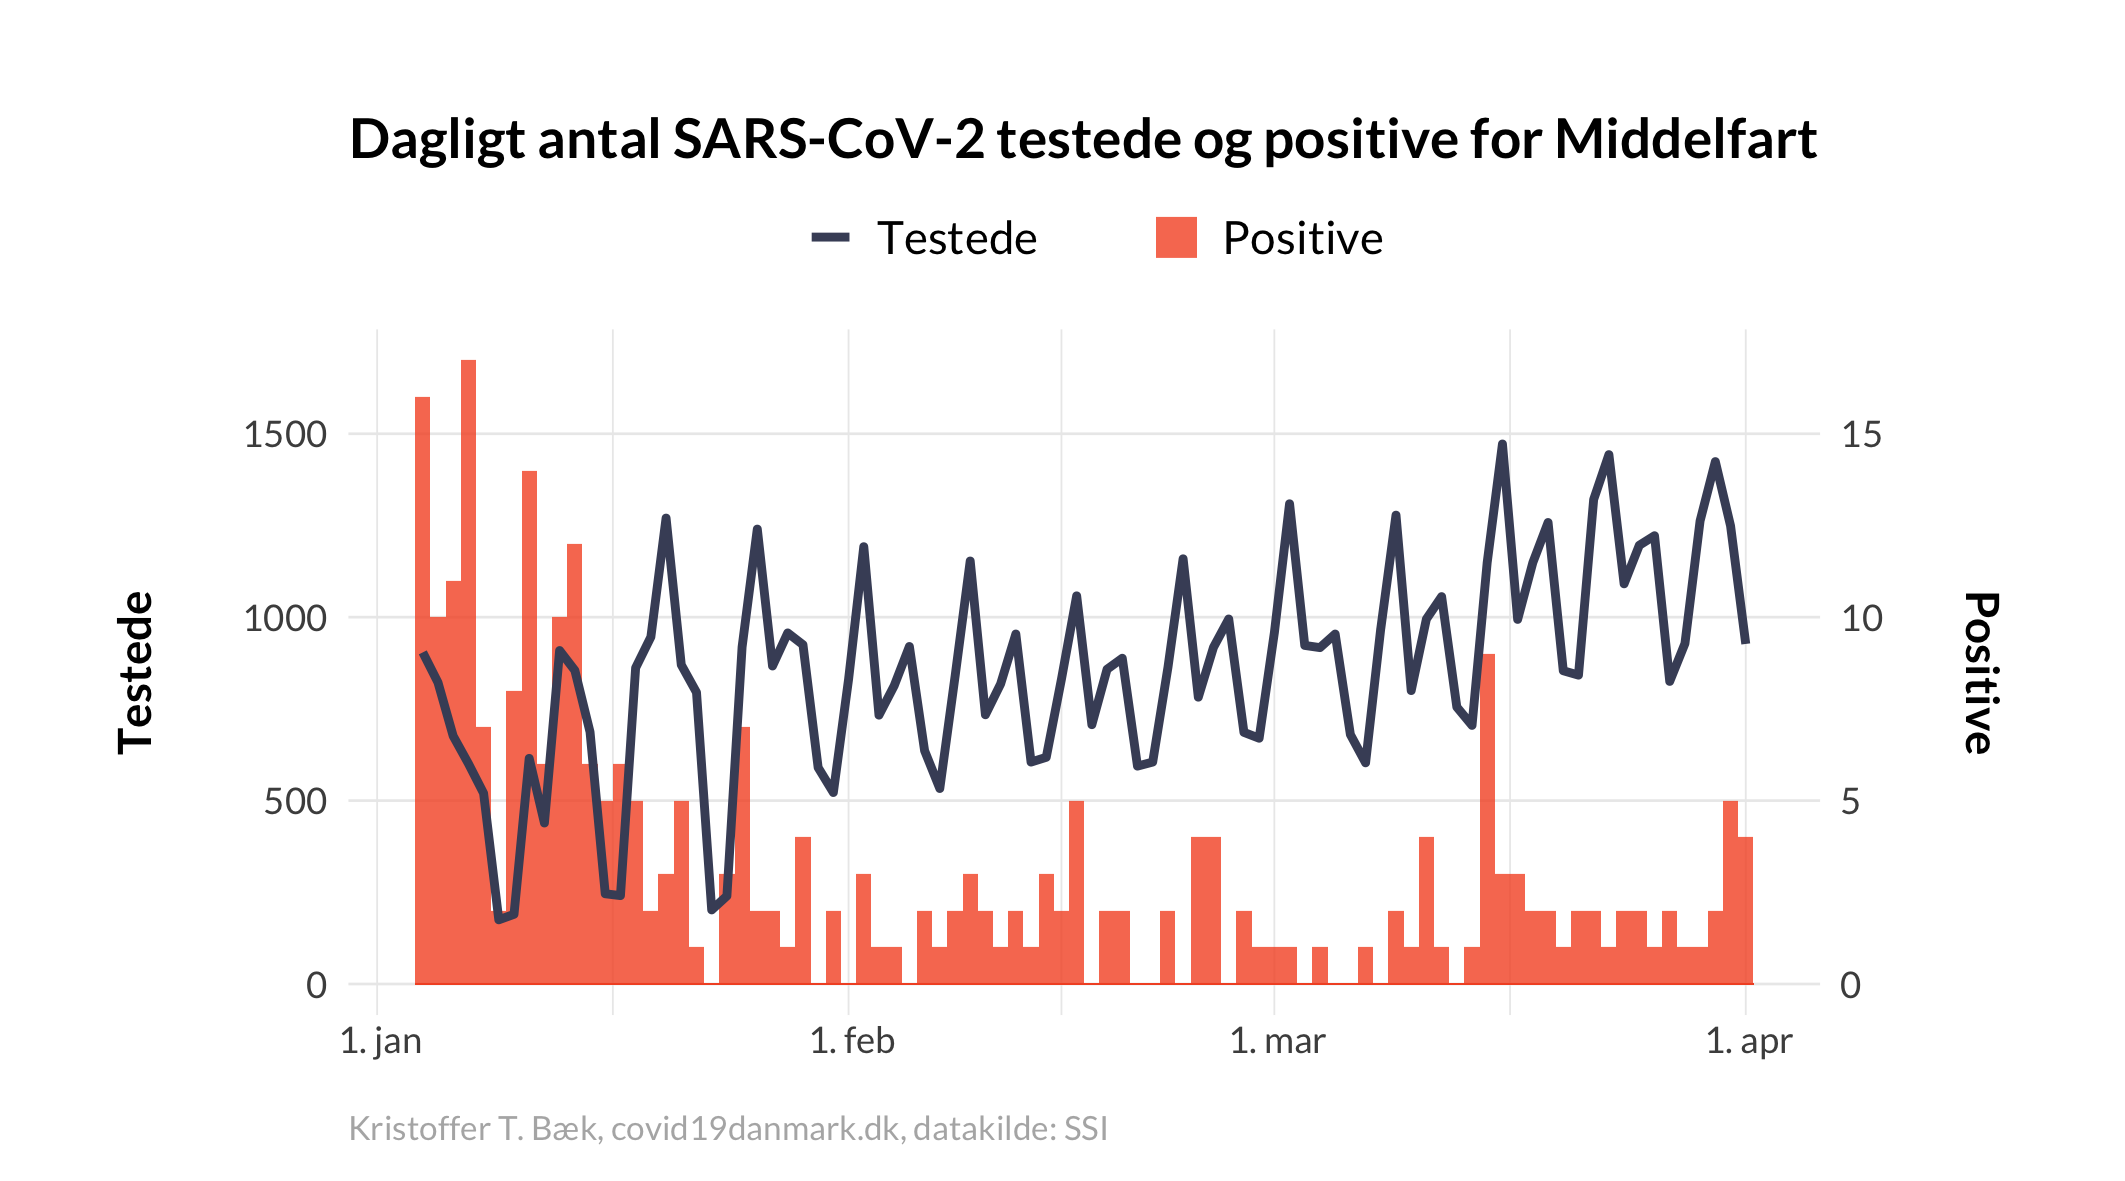 Dagligt antal SARS-CoV-2 testede og positive for Middelfart
Testede
Positive
1500
1000
500
0
15
10
5
0
Testede
Positive
1. jan
1. feb
1. mar
1. apr
Kristoffer T. Bæk, covid19danmark.dk, datakilde: SSI